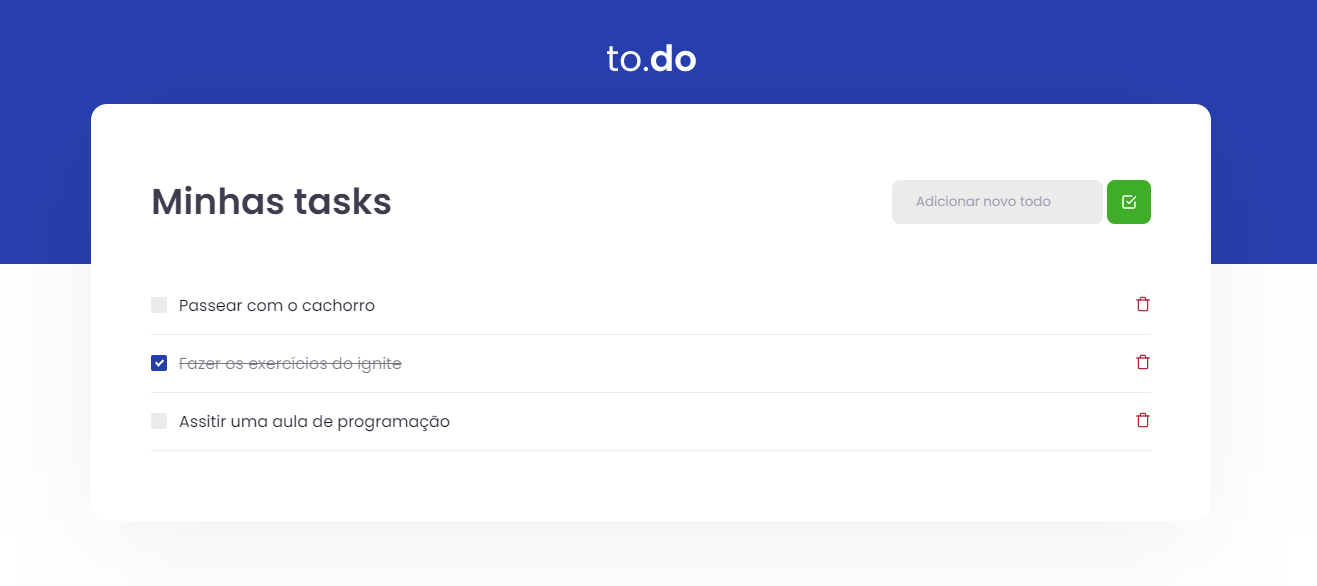 to.do
Minhas tasks
Adicionar novo todo
Passear com o cachorro
Fazer os exercícios do ignite
Assitir uma aula de programação